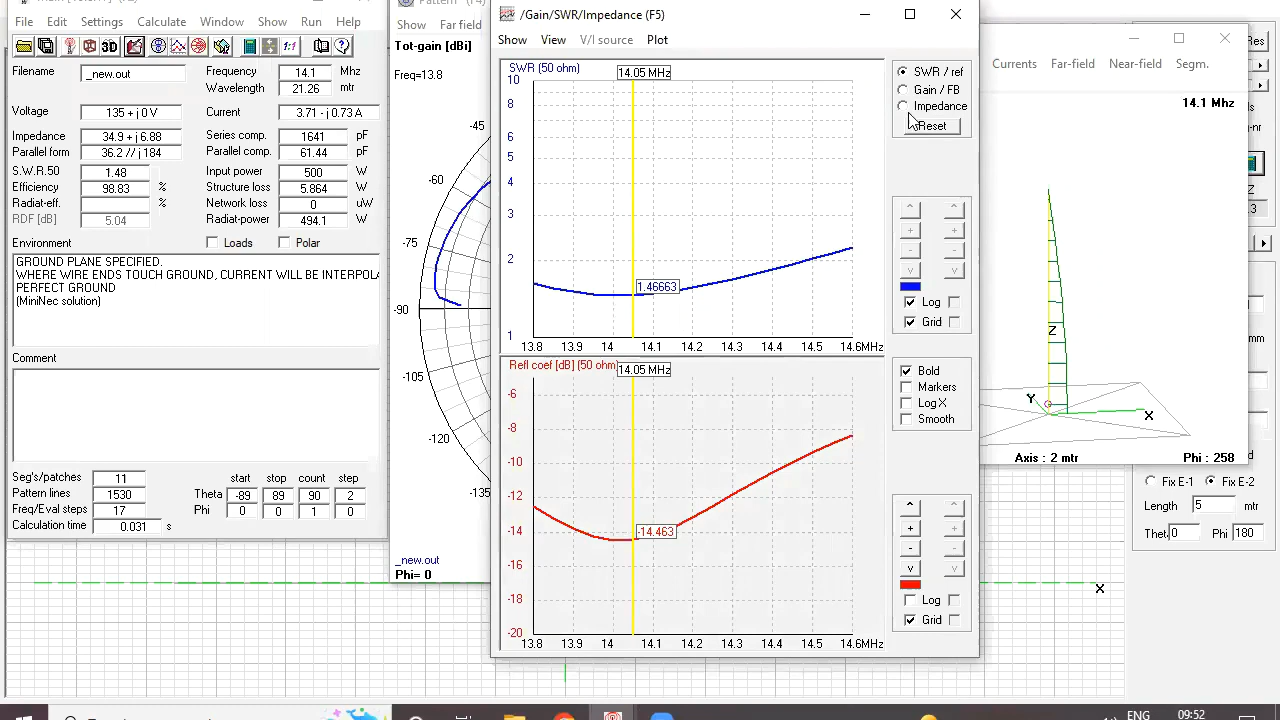 File Edit Settings Calculate Window Show Run Help
3D 1:1
Filename _new.out Frequency 14.1 Mhz
Wavelength 21.26 mtr
Voltage 135 + j 0 V Current 3.71 - j 0.73 A
Impedance 34.9 + j 6.88 Series comp. 1641 pF
Parallel form 36.2 // j 184 Parallel comp. 61.44 pF
S.W.R.50 1.48 Input power 500 W
Efficiency 98.83 % Structure loss 5.864 W
Radiat-eff. % Network loss 0 uW
RDF [dB] 5.04 Radiat-power 494.1 W
Environment Loads Polar
GROUND PLANE SPECIFIED.
WHERE WIRE ENDS TOUCH GROUND, CURRENT WILL BE INTERPOLA
PERFECT GROUND
(MiniNec solution)
Comment
Seg's/patches 11 start stop count step
Pattern lines 1530 Theta -89 89 90 2
Freq/Eval steps 17 Phi 0 1 0
Calculation time 0.031 s
Show Far field
Tot-gain [dBi]
Freq=13.8
-45
-60
-75
-90
-105
-120
-135
_new.out
Phi= 0
/Gain/SWR/Impedance (F5)
Show View V/I source Plot
SWR (50 ohm) 14.05 MHz
10
8
6
5
4
3
2
1
1.46663
13.8 13.9 14 14.1 14.2 14.3 14.4 14.5 14.6MHz
Refl coef [dB] (50 ohm) 14.05 MHz
-6
-8
-10
-12
-14
-16
-18
-20
-14.463
13.8 13.9 14 14.1 14.2 14.3 14.4 14.5 14.6MHz
SWR / ref
Gain / FB
Impedance
Reset
^ ^
+ +
- -
v v
Log
Grid
Bold
Markers
Log X
Smooth
^ ^
+ +
- -
v v
Log
Grid
Currents Far-field Near-field Segm.
14.1 Mhz
Z
Y
X
Axis : 2 mtr Phi : 258
Res
Fix E-1 Fix E-2
Length 5 mtr
0 Phi 180
X
ENG 09:52